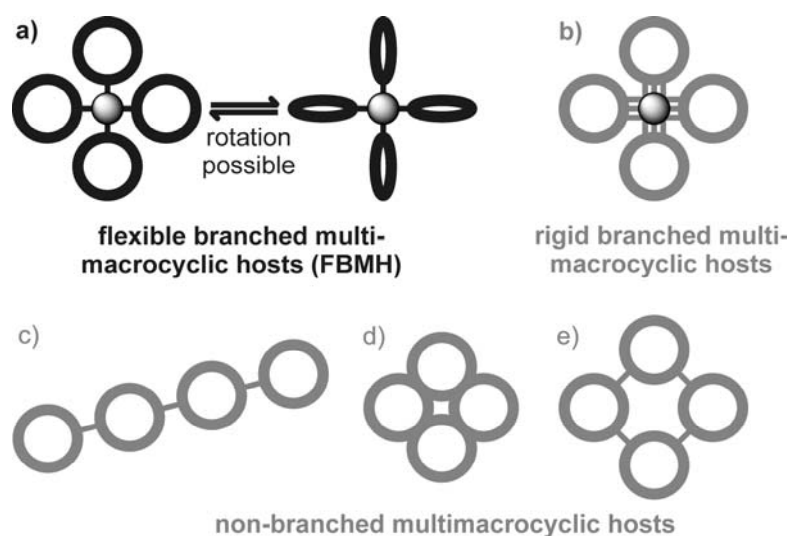 a)
b)
rotation
possible
flexible branched multi-
macrocyclic hosts (FBMH)
rigid branched multi-
macrocyclic hosts
c)
d)
e)
non-branched multimacrocyclic hosts